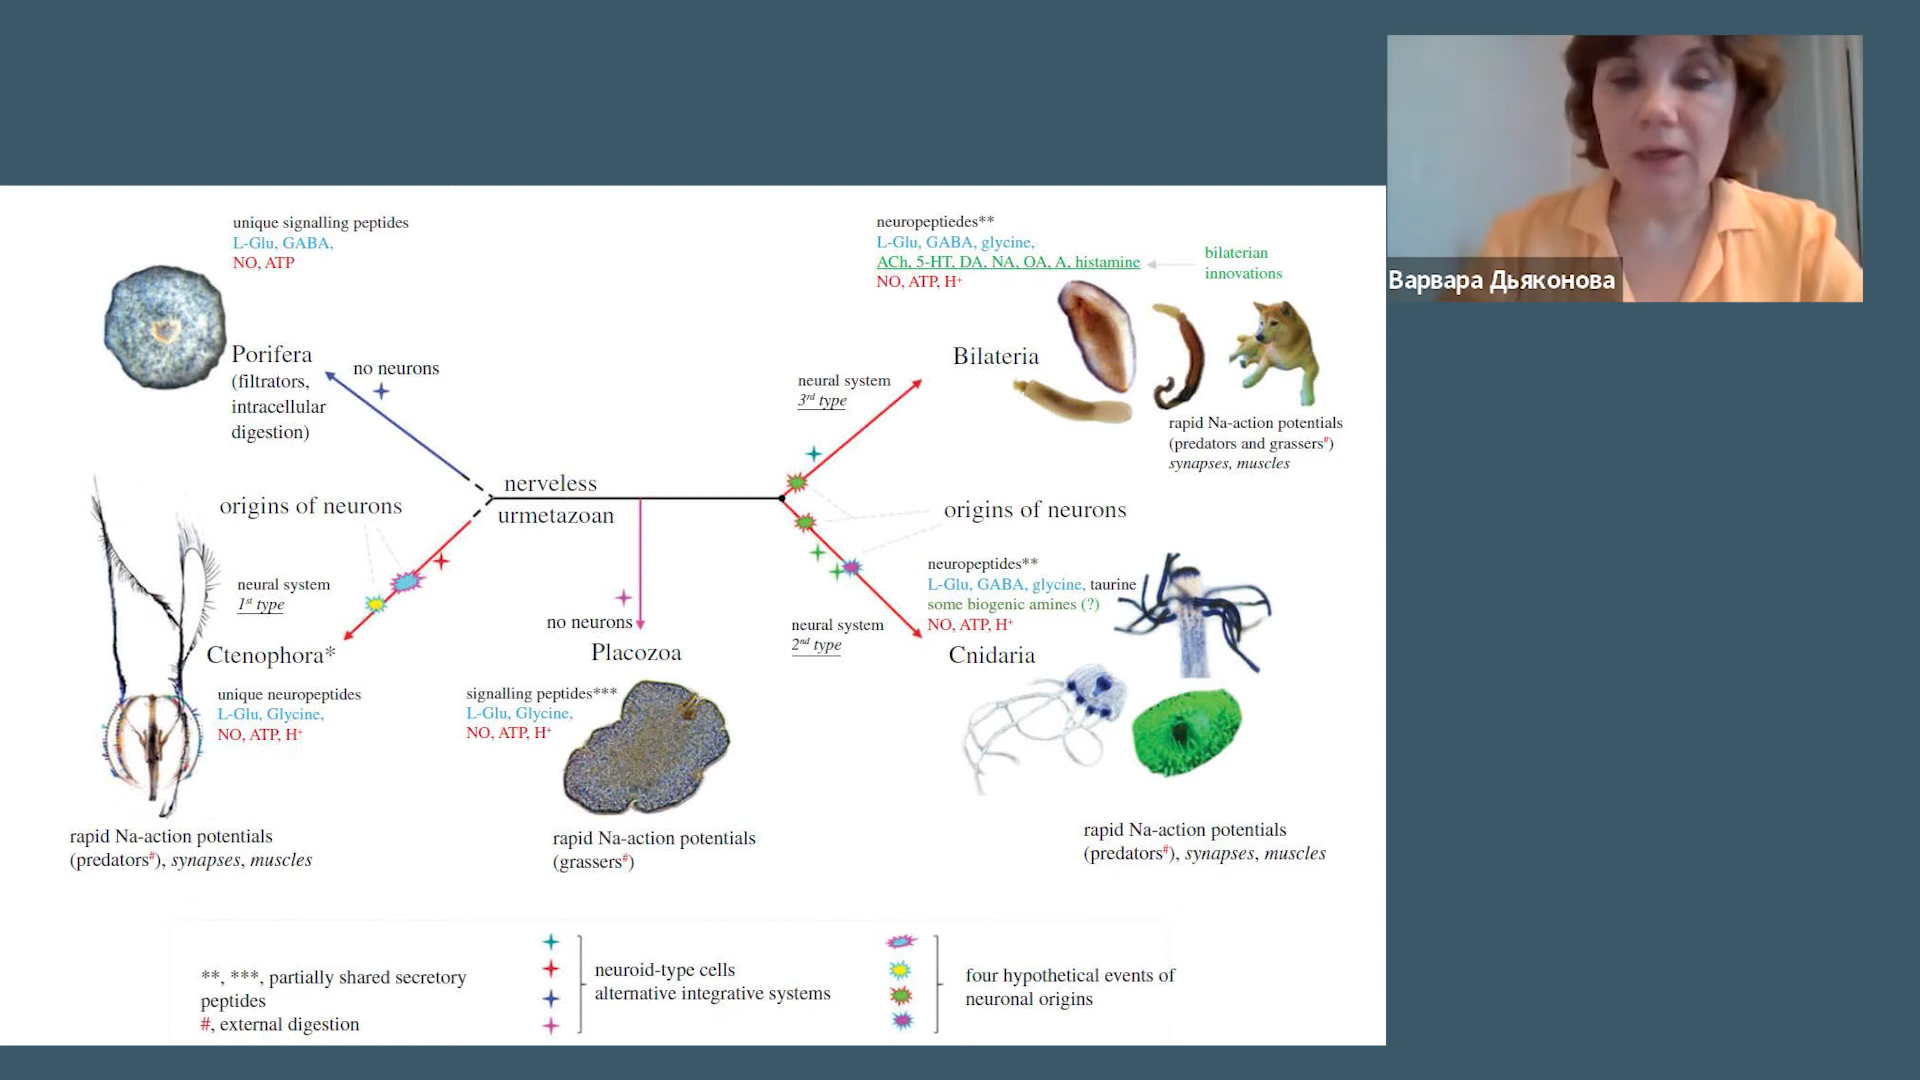 unique signalling peptides
L-Glu, GABA,
NO, ATP
Porifera
(filtrators,
intracellular
digestion)
no neurons
neuropeptiedes**
L-Glu, GABA, glycine,
ACh, 5-HT, DA, NA, OA, A, histamine
NO, ATP, H⁺
bilaterian
innovations
Варвара Дьяконова
Bilateria
neural system
3rd type
rapid Na-action potentials
(predators and grassers#)
synapses, muscles
nerveless
urmetazoan
origins of neurons
origins of neurons
neural system
1st type
Ctenophora*
unique neuropeptides
L-Glu, Glycine,
NO, ATP, H⁺
rapid Na-action potentials
(predators#), synapses, muscles
no neurons
Placozoa
signalling peptides***
L-Glu, Glycine,
NO, ATP, H⁺
rapid Na-action potentials
(grassers#)
neural system
2nd type
neuropeptides**
L-Glu, GABA, glycine, taurine
some biogenic amines (?)
NO, ATP, H⁺
Cnidaria
rapid Na-action potentials
(predators#), synapses, muscles
**, ***, partially shared secretory
peptides
#, external digestion
neuroid-type cells
alternative integrative systems
four hypothetical events of
neuronal origins